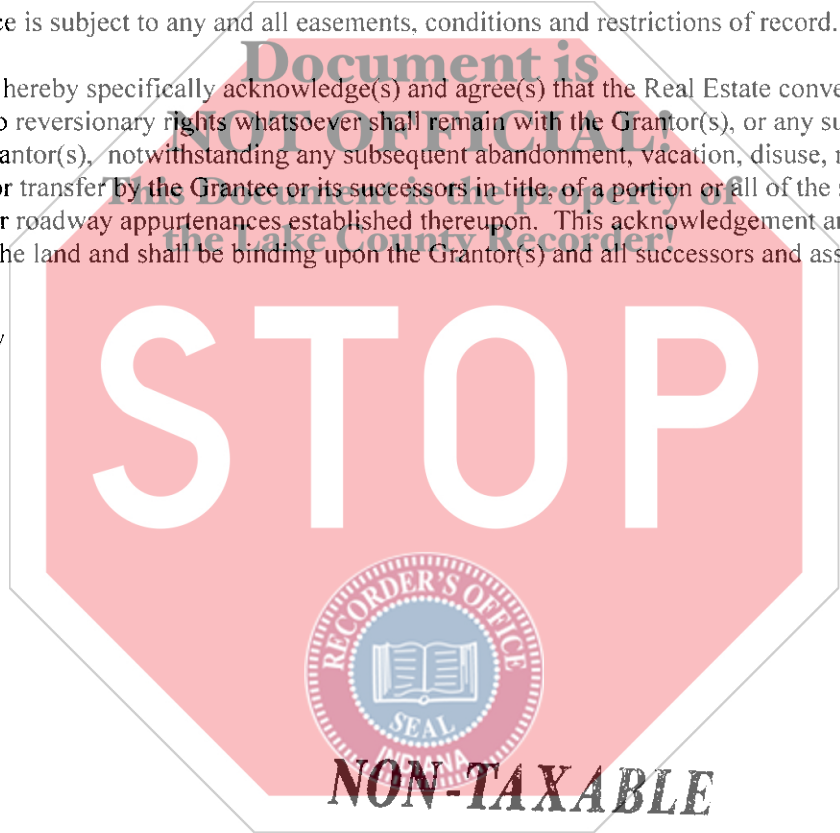 ce is subject to any and all easements, conditions and restrictions of record.
Document is
hereby specifically acknowledge(s) and agree(s) that the Real Estate conve
NOT OFFICIAL!
o reversionary rights whatsoever shall remain with the Grantor(s), or any su
antor(s), notwithstanding any subsequent abandonment, vacation, disuse, n
This Document is the property of
or transfer by the Grantee or its successors in title, of a portion or all of the s
r roadway appurtenances established thereupon. This acknowledgement an
the Lake County Recorder!
he land and shall be binding upon the Grantor(s) and all successors and ass
STOP
RECORDER'S OFFICE
SEAL
INDIANA
NON-TAXABLE